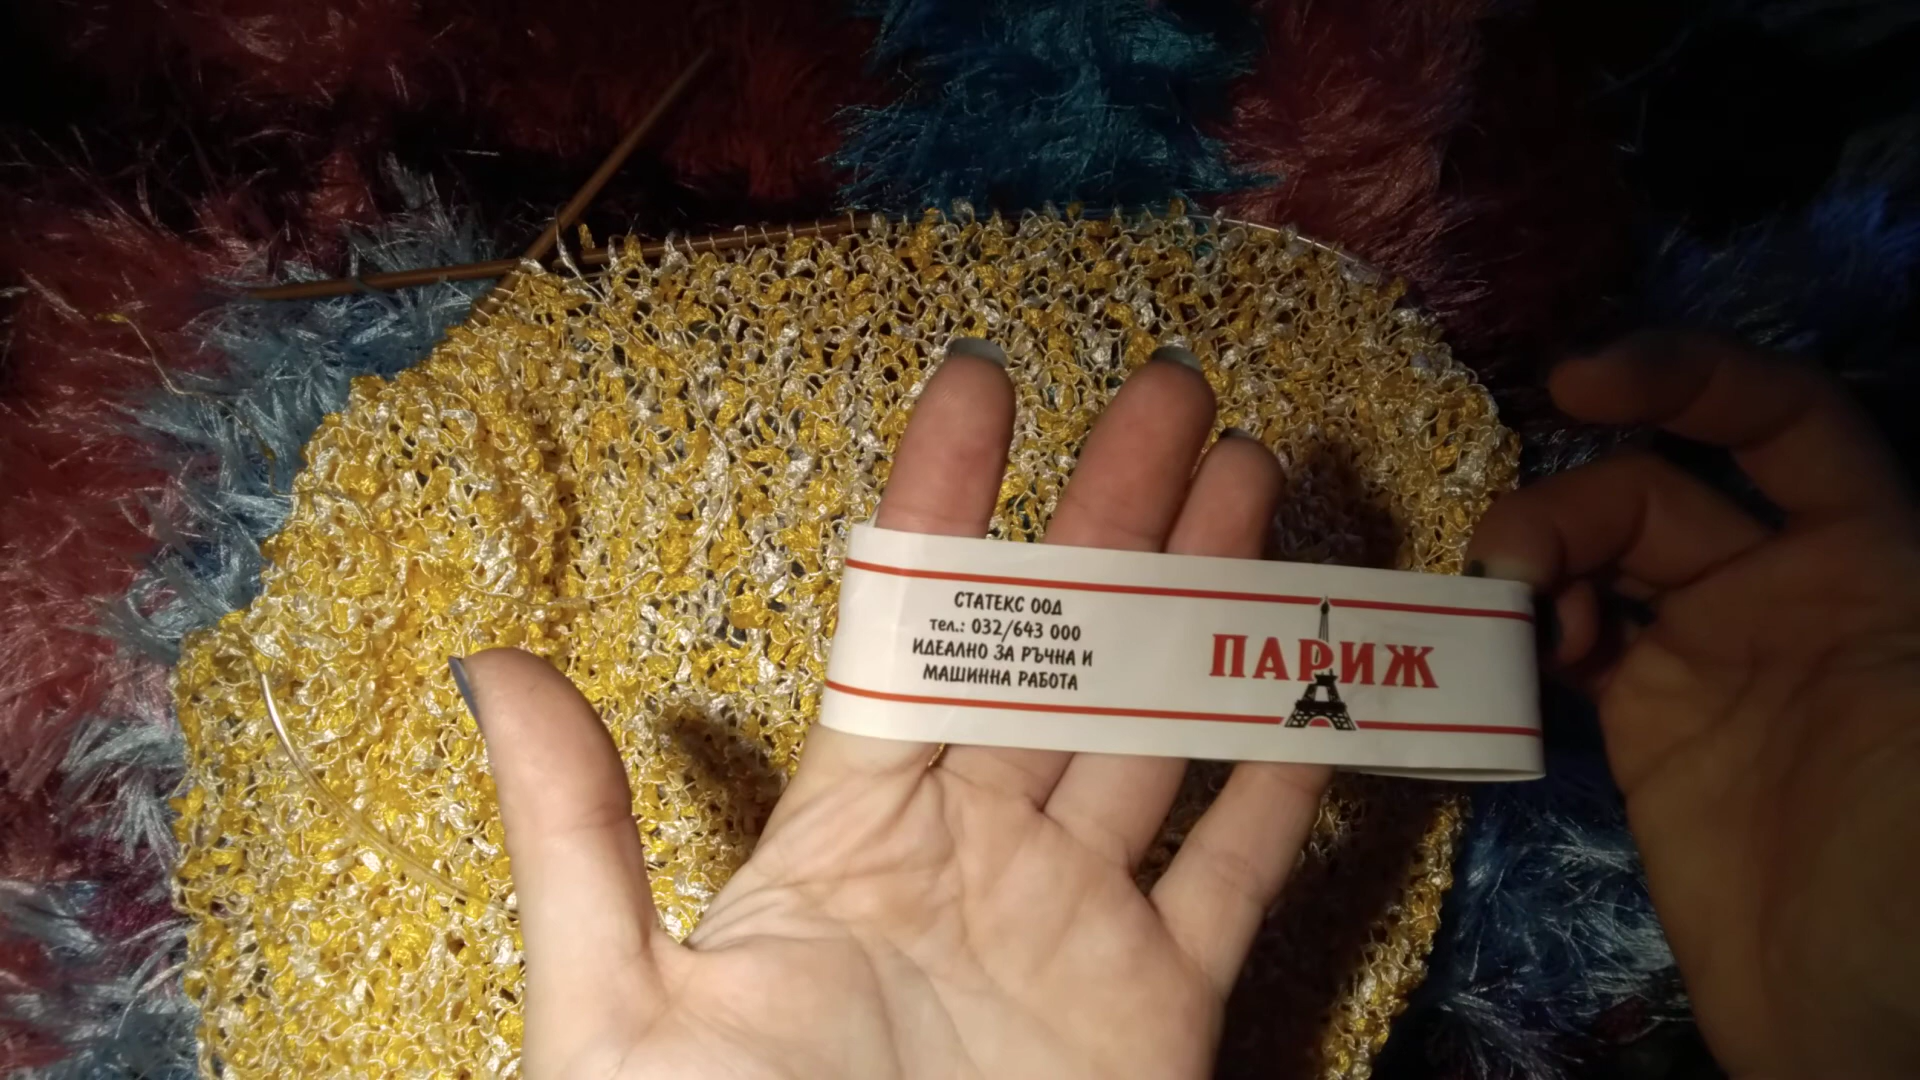 СТАТЕКС ООД
тел.: 032/643 000
ИДЕАЛНО ЗА РЪЧНА И
МАШИННА РАБОТА
ПАРИЖ